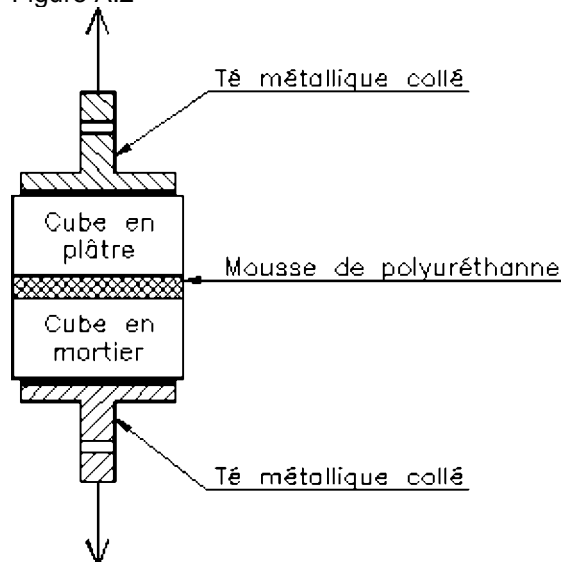 Figure A.2
Té métallique collé
Cube en
plâtre
Mousse de polyuréthanne
Cube en
mortier
Té métallique collé